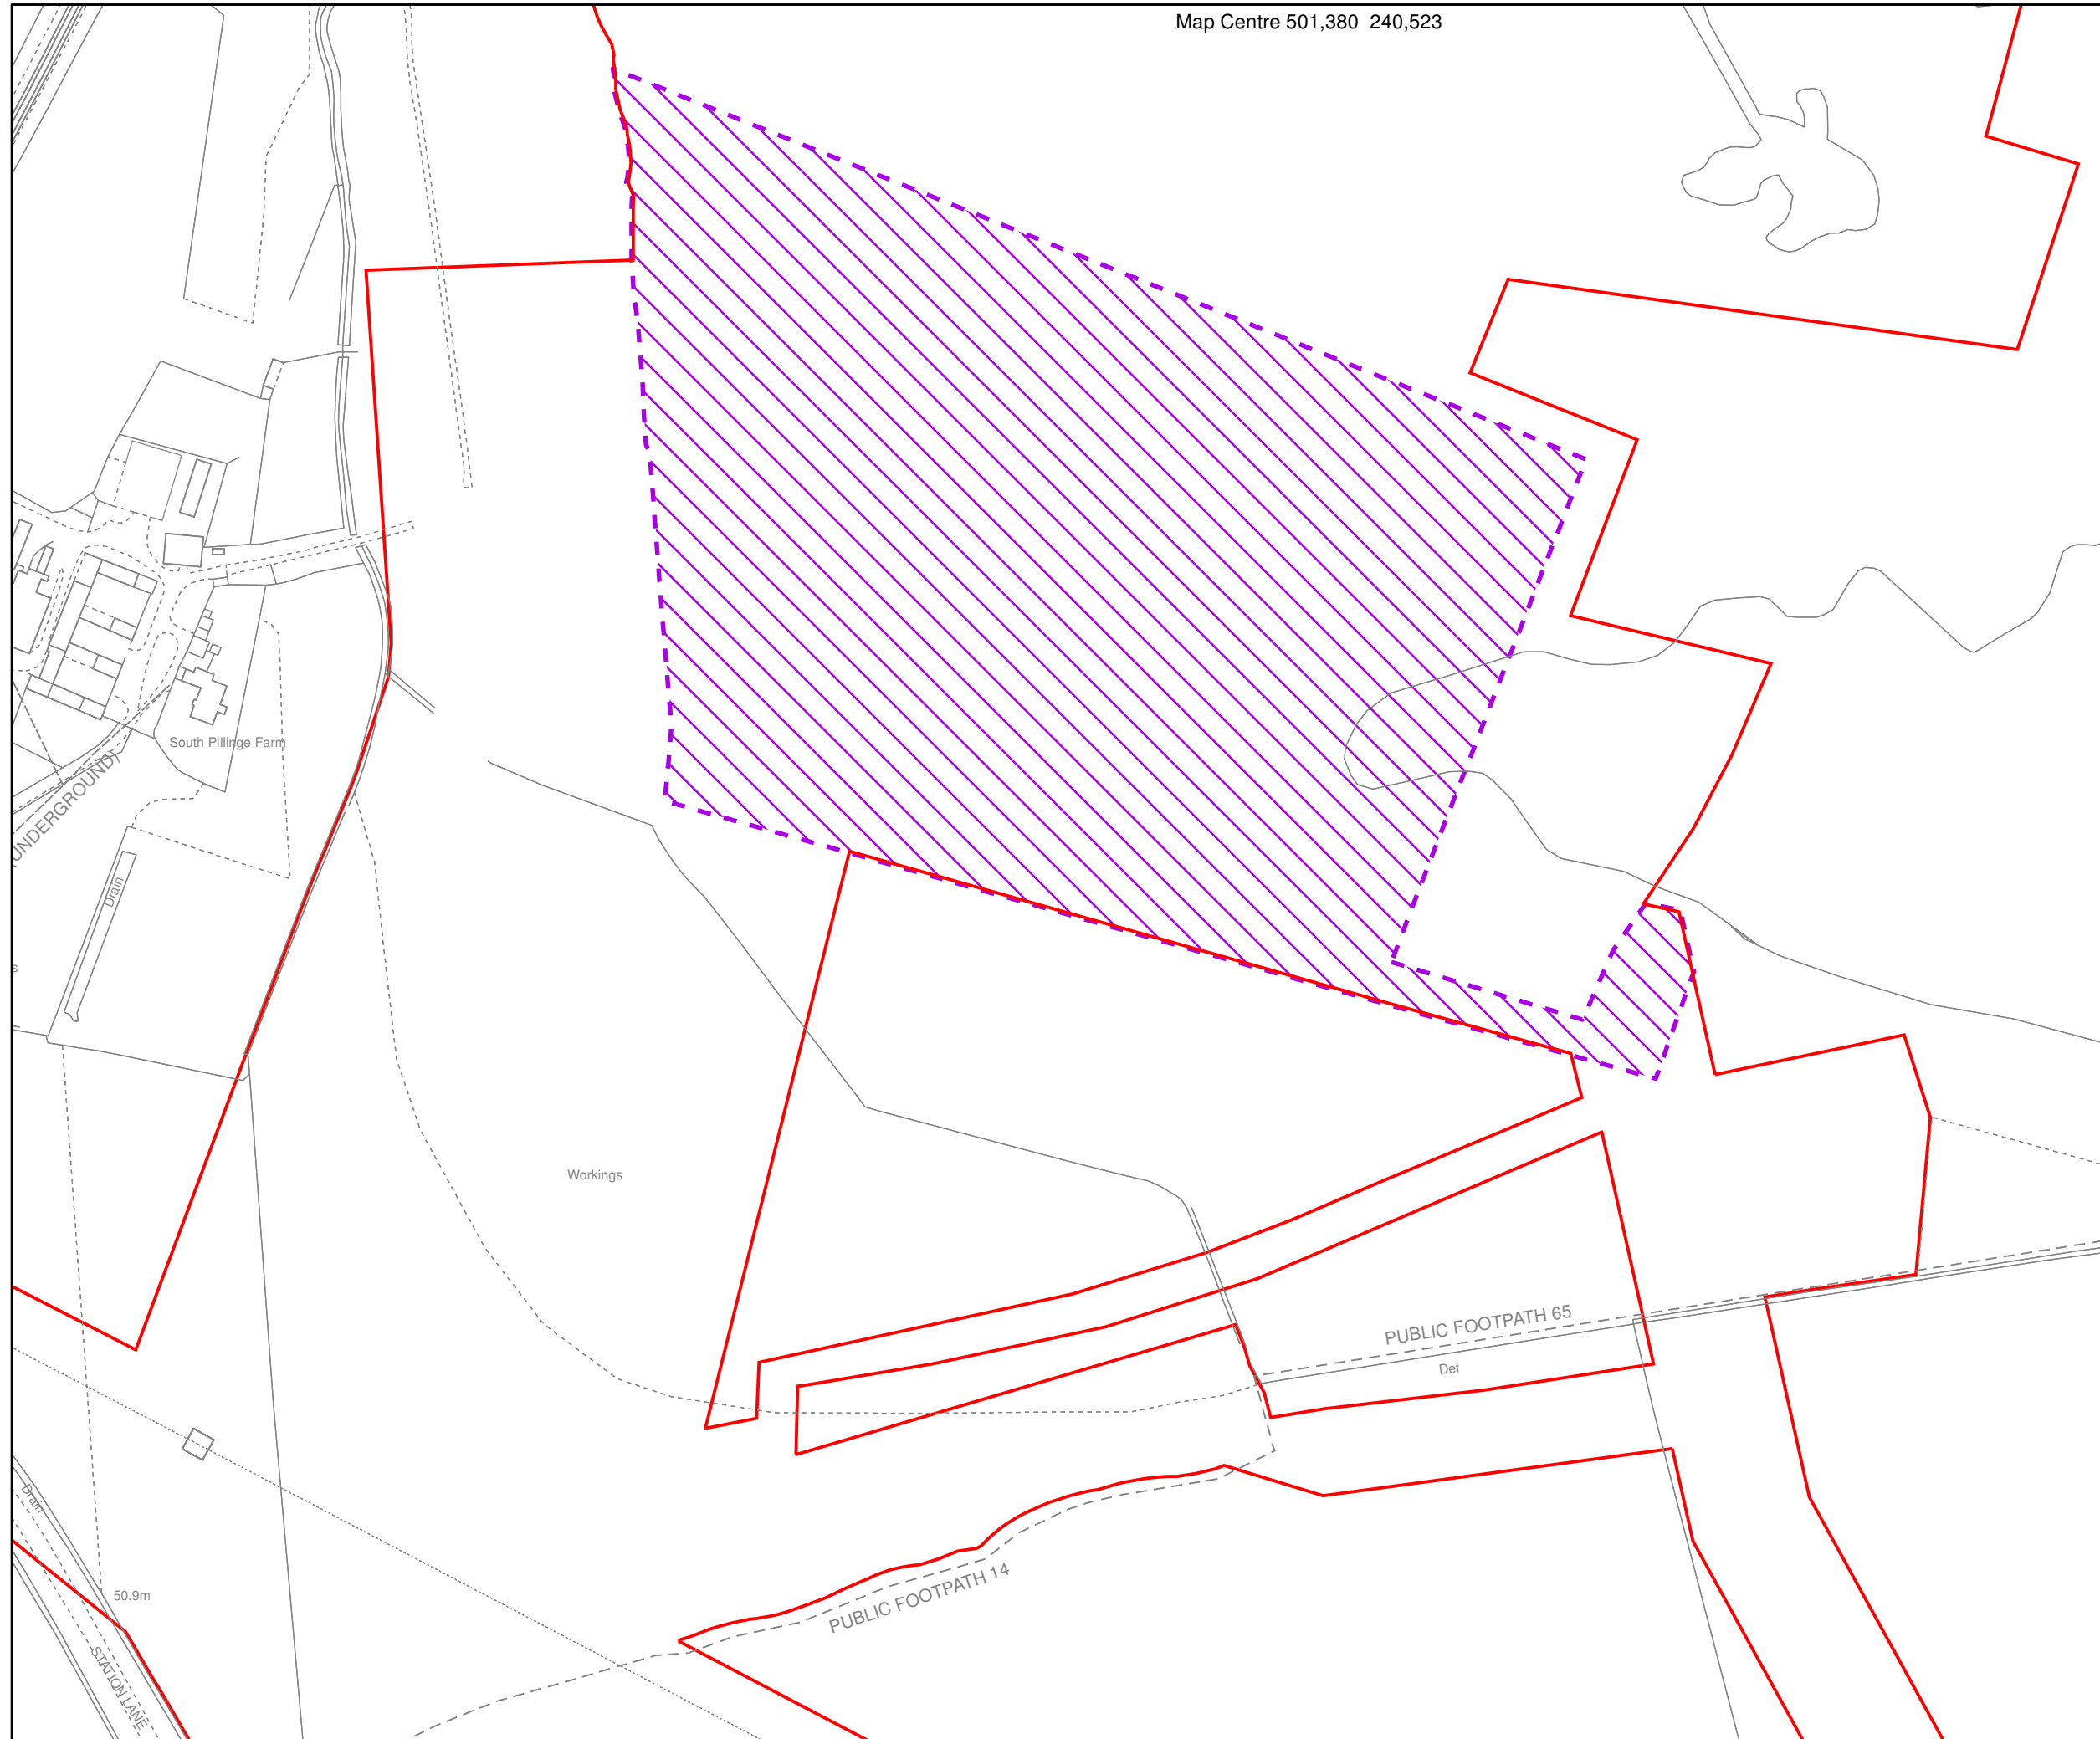 Map Centre 501,380 240,523
South Pillinge Farm
UNDERGROUND)
Drain
s
Workings
PUBLIC FOOTPATH 65
Def
Drain
PUBLIC FOOTPATH 14
50.9m
STATION LANE